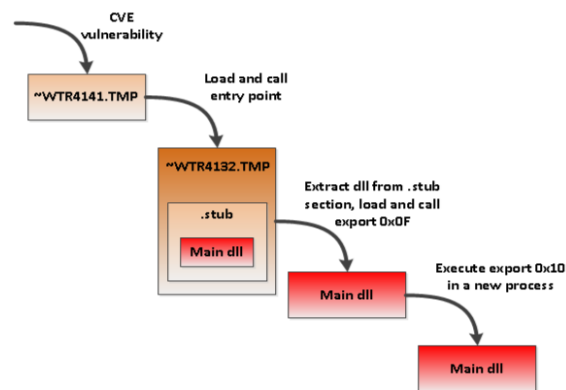 CVE
vulnerability
~WTR4141.TMP
Load and call
entry point
~WTR4132.TMP
.stub
Main dll
Extract dll from .stub
section, load and call
export 0x0F
Main dll
Execute export 0x10
in a new process
Main dll